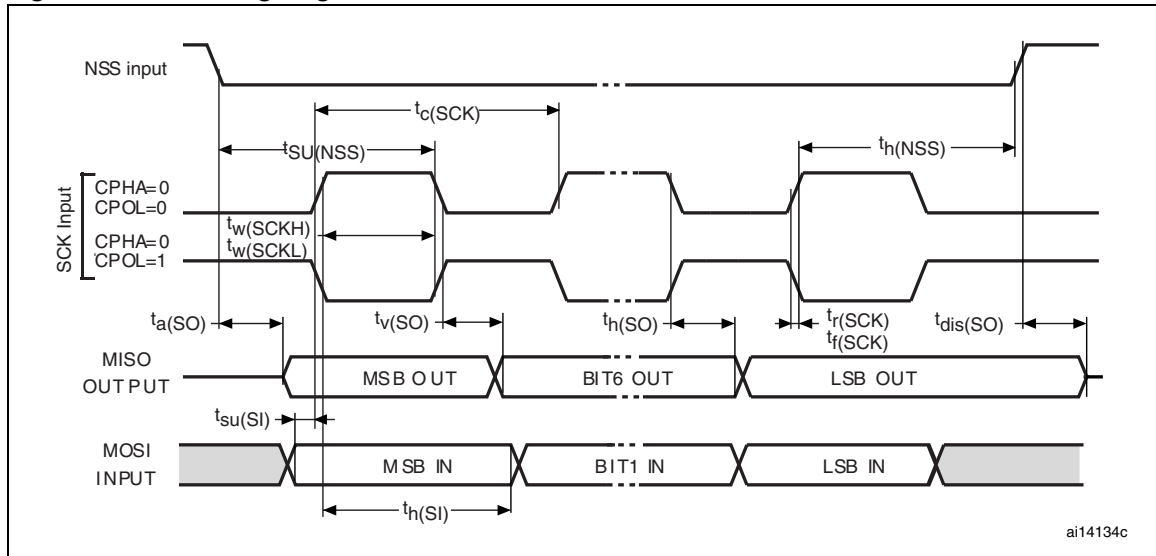 NSS input
tc(SCK)
tSU(NSS)
th(NSS)
SCK Input
CPHA=0
CPOL=0
tw(SCKH)
CPHA=0
tw(SCKL)
CPOL=1
ta(SO)
tv(SO)
th(SO)
tr(SCK)
tf(SCK)
tdis(SO)
MISO
OUTPUT
MSB OUT
BIT6 OUT
LSB OUT
tsu(SI)
MOSI
INPUT
MSB IN
BIT1 IN
LSB IN
th(SI)
ai14134c